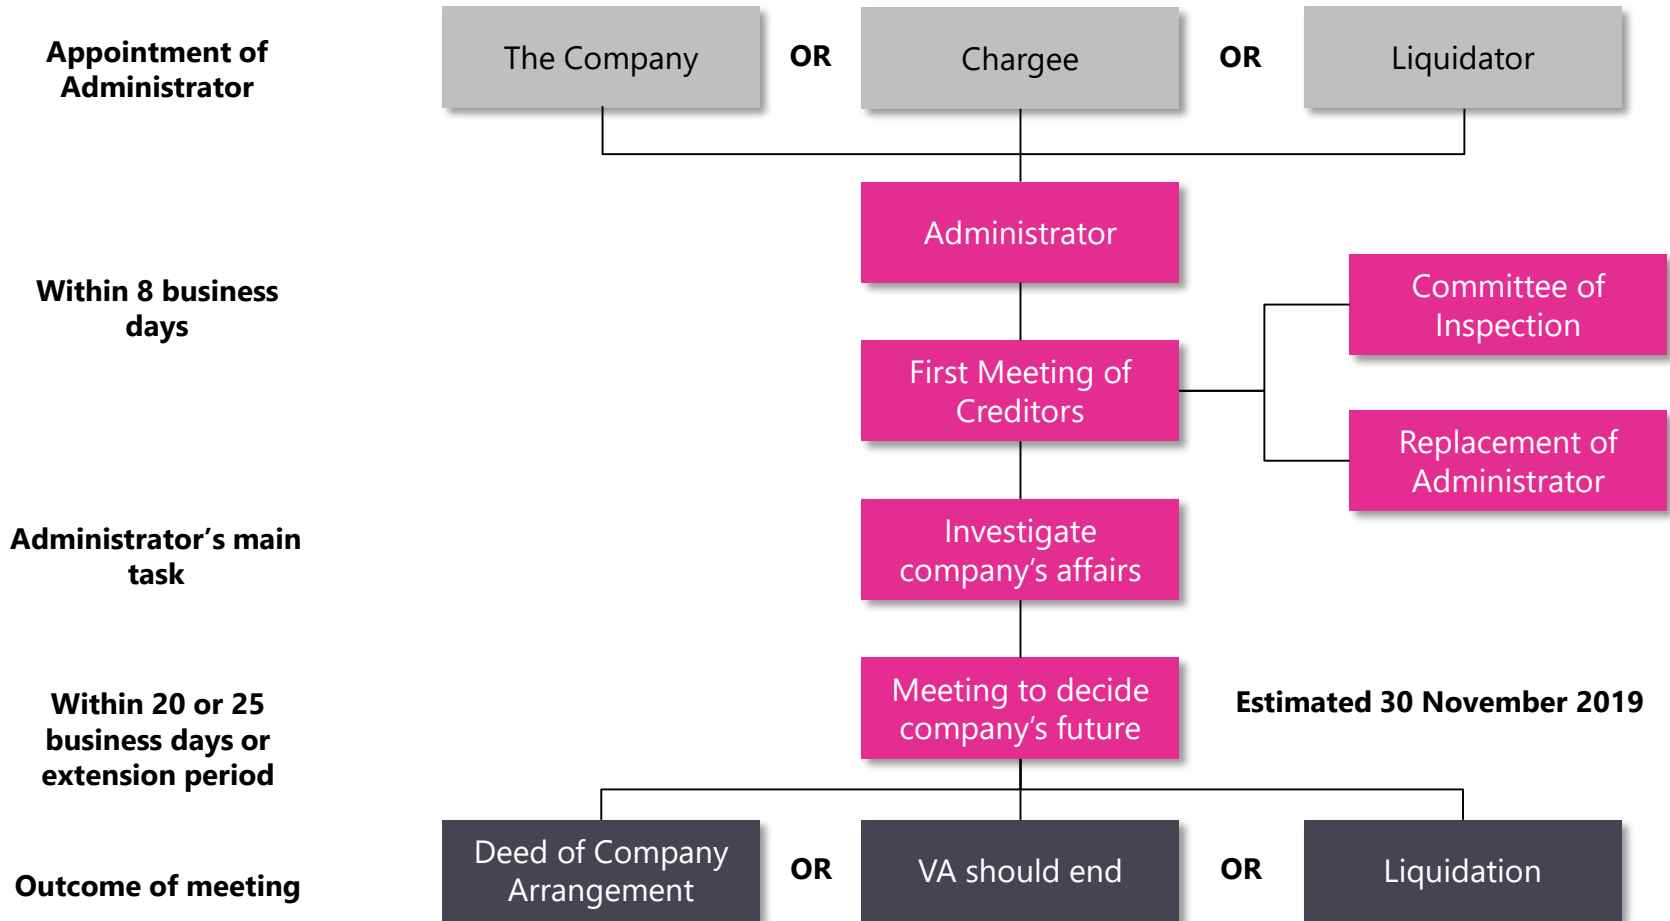 Appointment of
Administrator
The Company
OR
Chargee
OR
Liquidator
Administrator
Within 8 business
days
Committee of
Inspection
First Meeting of
Creditors
Replacement of
Administrator
Administrator’s main
task
Investigate
company’s affairs
Within 20 or 25
business days or
extension period
Meeting to decide
company’s future
Estimated 30 November 2019
Outcome of meeting
Deed of Company
Arrangement
OR
VA should end
OR
Liquidation